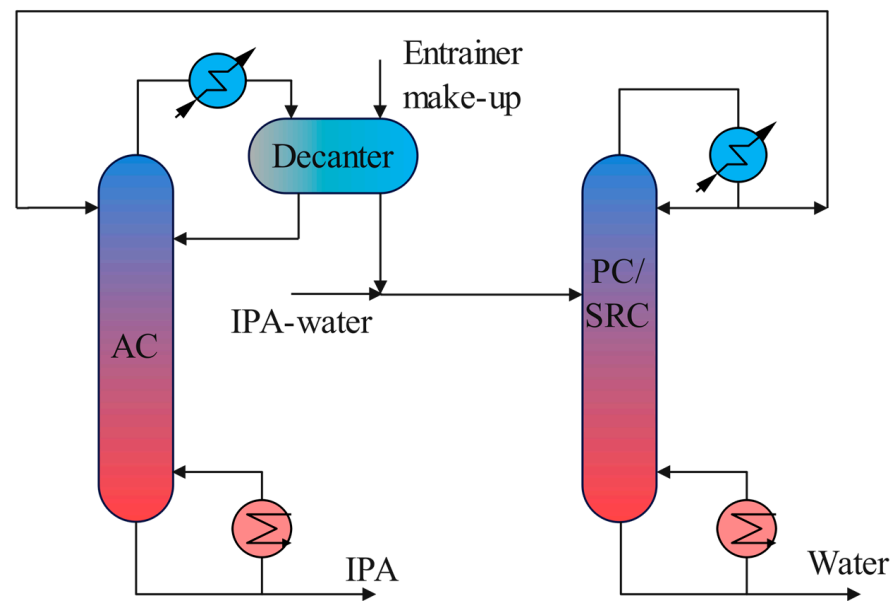 Entrainer
make-up
Decanter
PC/
SRC
IPA-water
AC
IPA
Water